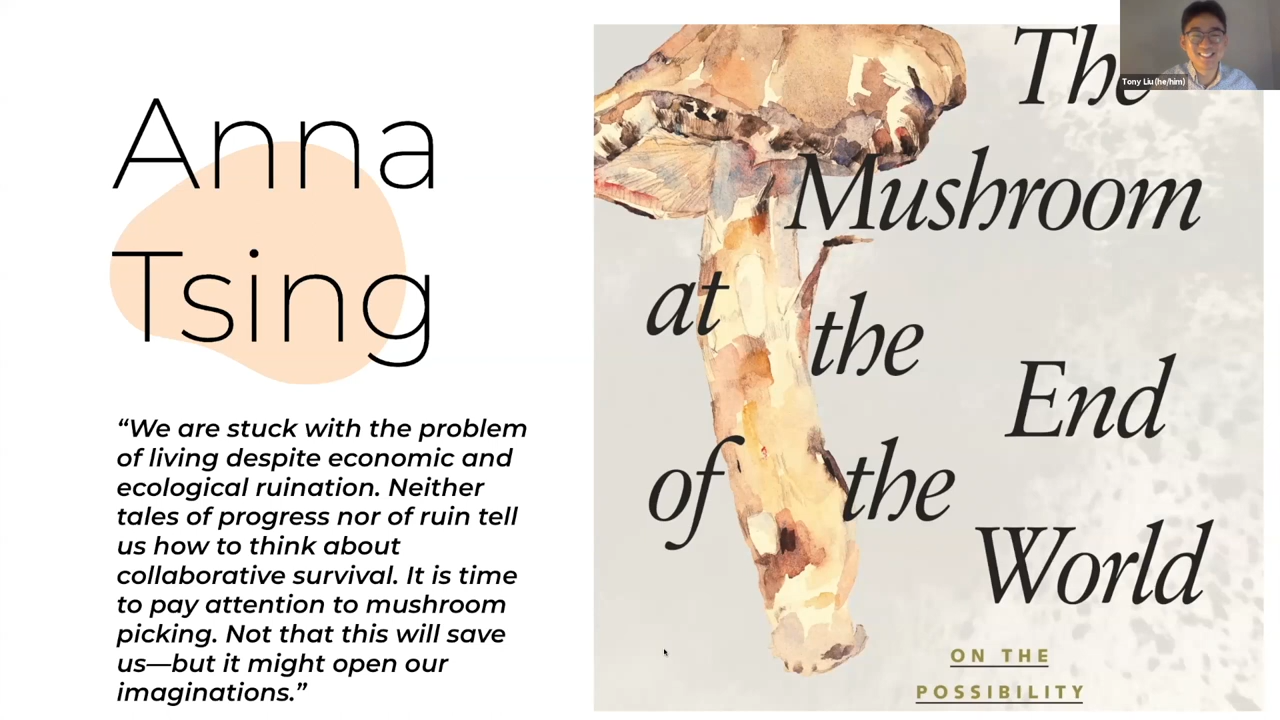 Anna
Tsing
“We are stuck with the problem
of living despite economic and
ecological ruination. Neither
tales of progress nor of ruin tell
us how to think about
collaborative survival. It is time
to pay attention to mushroom
picking. Not that this will save
us—but it might open our
imaginations.”
The
Mushroom
at the
End
of the
World
ON THE
POSSIBILITY
Tony Liu (he/him)